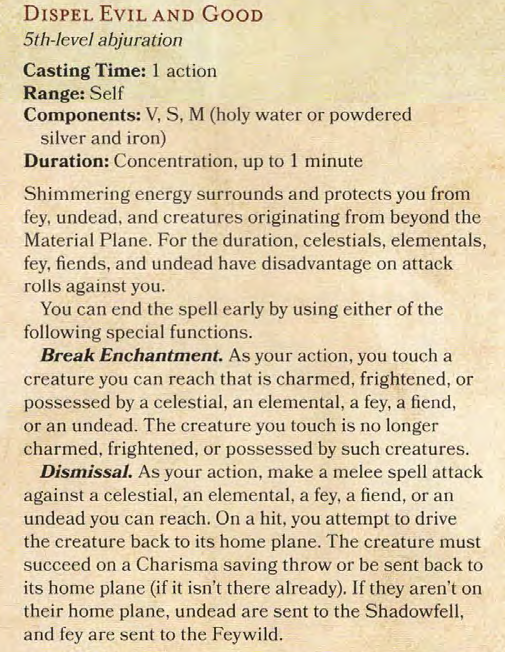 DISPEL EVIL AND GOOD
5th-level abjuration
Casting Time: 1 action
Range: Self
Components: V, S, M (holy water or powdered
silver and iron)
Duration: Concentration, up to 1 minute
Shimmering energy surrounds and protects you from
fey, undead, and creatures originating from beyond the
Material Plane. For the duration, celestials, elementals,
fey, fiends, and undead have disadvantage on attack
rolls against you.
You can end the spell early by using either of the
following special functions.
Break Enchantment. As your action, you touch a
creature you can reach that is charmed, frightened, or
possessed by a celestial, an elemental, a fey, a fiend,
or an undead. The creature you touch is no longer
charmed, frightened, or possessed by such creatures.
Dismissal. As your action, make a melee spell attack
against a celestial, an elemental, a fey, a fiend, or an
undead you can reach. On a hit, you attempt to drive
the creature back to its home plane. The creature must
succeed on a Charisma saving throw or be sent back to
its home plane (if it isn't there already). If they aren't on
their home plane, undead are sent to the Shadowfell,
and fey are sent to the Feywild.